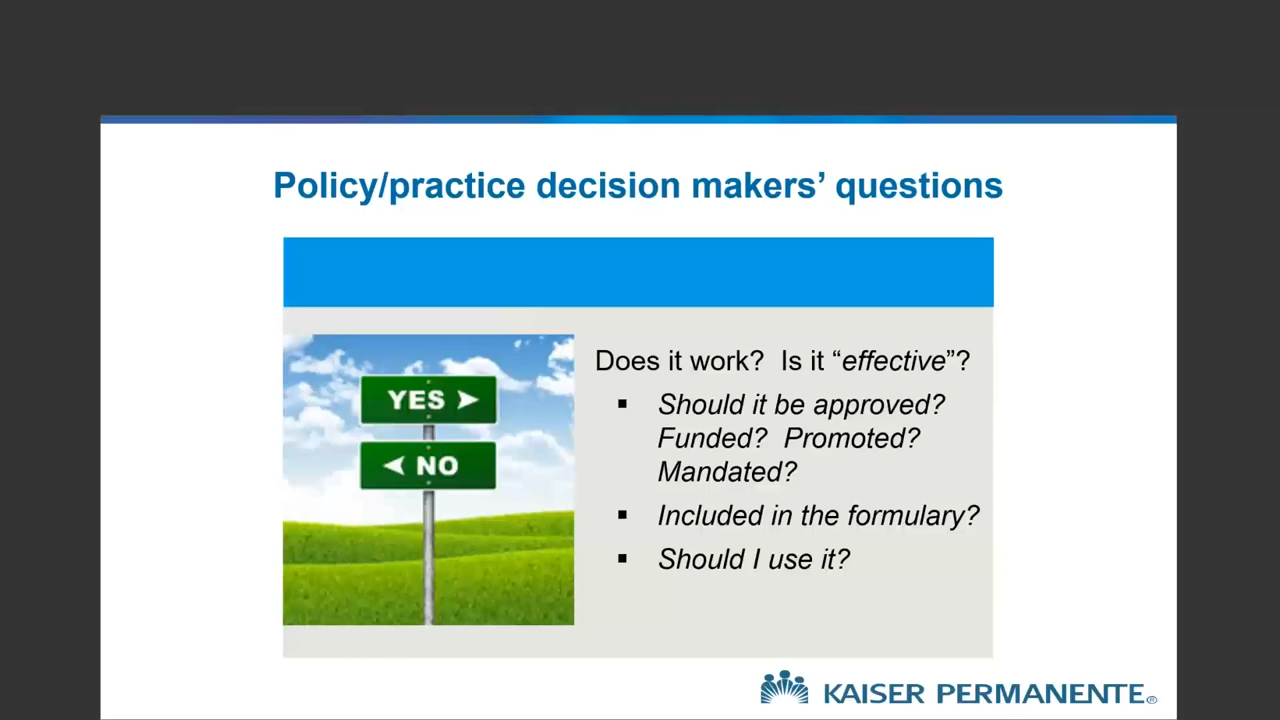 Policy/practice decision makers’ questions
YES
NO
Does it work? Is it “effective”?
▪ Should it be approved?
Funded? Promoted?
Mandated?
▪ Included in the formulary?
▪ Should I use it?
KAISER PERMANENTE®